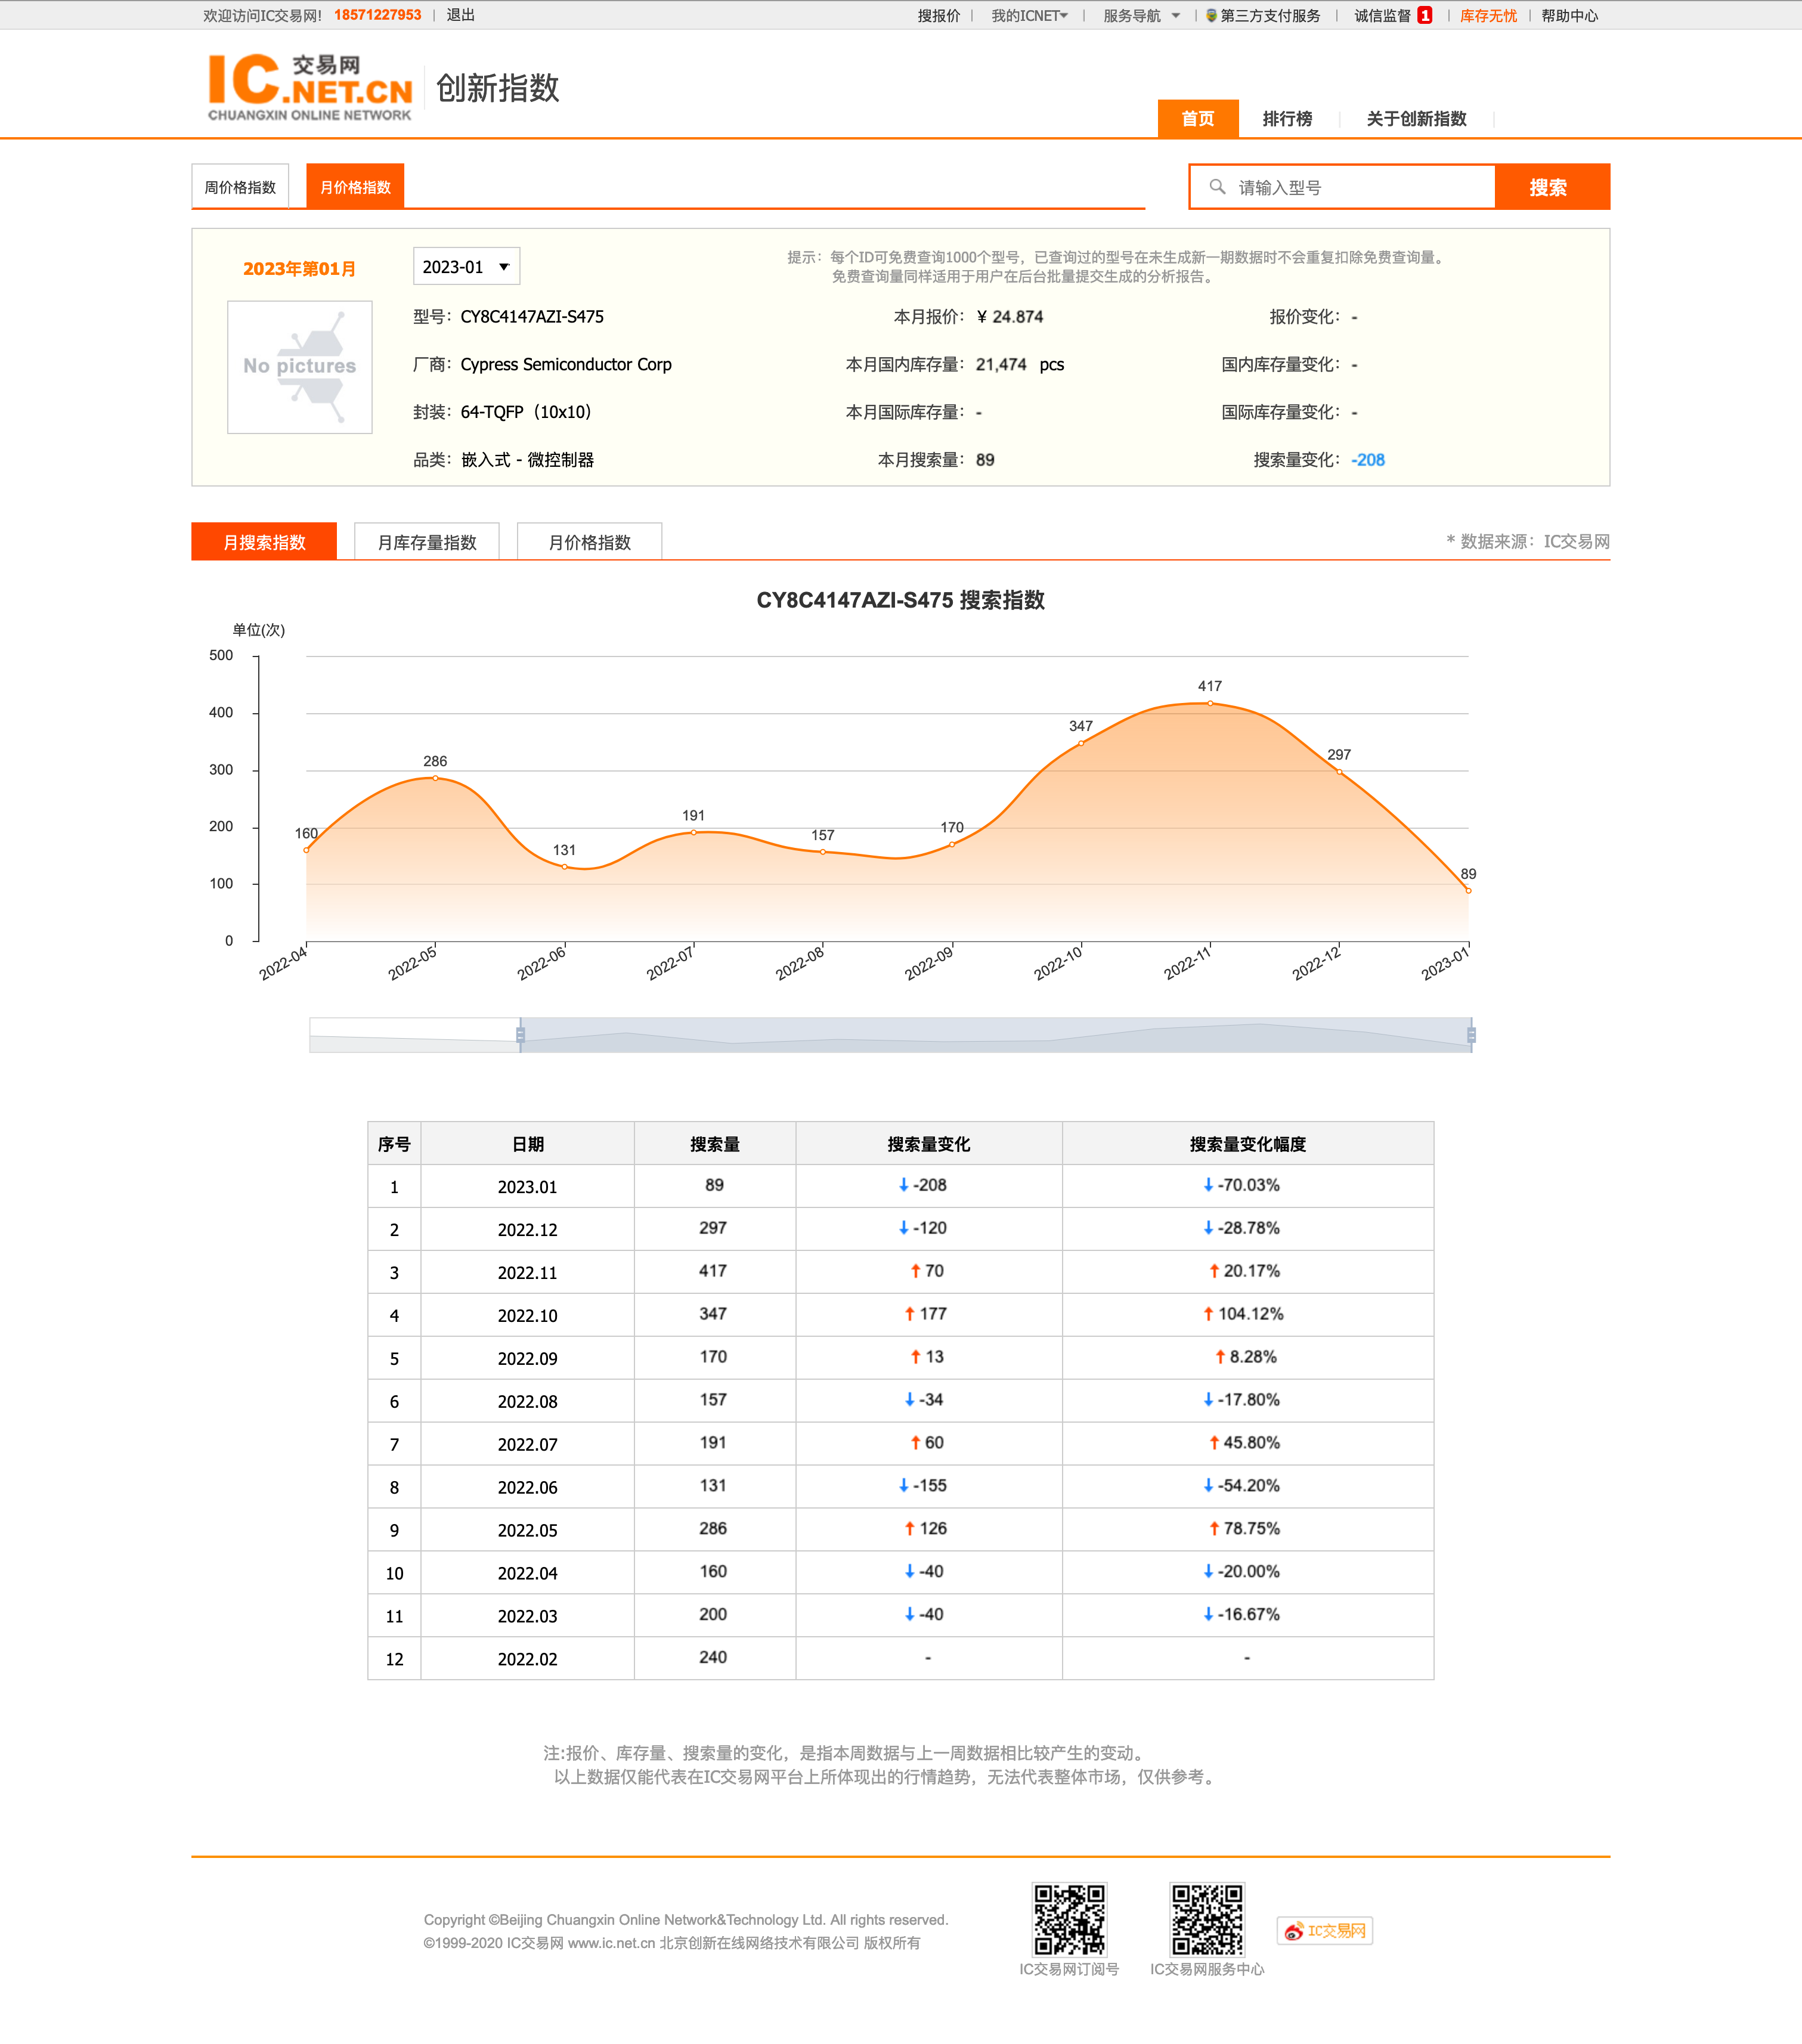 欢迎访问IC交易网! 18571227953 | 退出
搜报价 | 我的ICNET | 服务导航 | 第三方支付服务 | 诚信监督 1 | 库存无忧 | 帮助中心
IC 交易网
.NET.CN
CHUANGXIN ONLINE NETWORK
创新指数
首页 排行榜 关于创新指数
周价格指数 月价格指数
请输入型号 搜索
2023年第01月 2023-01
提示：每个ID可免费查询1000个型号，已查询过的型号在未生成新一期数据时不会重复扣除免费查询量。
免费查询量同样适用于用户在后台批量提交生成的分析报告。
No pictures
型号：CY8C4147AZI-S475 本月报价：¥ 24.874 报价变化：-
厂商：Cypress Semiconductor Corp 本月国内库存量：21,474 pcs 国内库存量变化：-
封装：64-TQFP（10x10） 本月国际库存量：- 国际库存量变化：-
品类：嵌入式 - 微控制器 本月搜索量：89 搜索量变化：-208
月搜索指数 月库存量指数 月价格指数 * 数据来源：IC交易网
CY8C4147AZI-S475 搜索指数
单位(次)
500
400
300
200
100
0
160
286
131
191
157
170
347
417
297
89
2022-04 2022-05 2022-06 2022-07 2022-08 2022-09 2022-10 2022-11 2022-12 2023-01
序号 日期 搜索量 搜索量变化 搜索量变化幅度
1 2023.01 89 ↓ -208 ↓ -70.03%
2 2022.12 297 ↓ -120 ↓ -28.78%
3 2022.11 417 ↑ 70 ↑ 20.17%
4 2022.10 347 ↑ 177 ↑ 104.12%
5 2022.09 170 ↑ 13 ↑ 8.28%
6 2022.08 157 ↓ -34 ↓ -17.80%
7 2022.07 191 ↑ 60 ↑ 45.80%
8 2022.06 131 ↓ -155 ↓ -54.20%
9 2022.05 286 ↑ 126 ↑ 78.75%
10 2022.04 160 ↓ -40 ↓ -20.00%
11 2022.03 200 ↓ -40 ↓ -16.67%
12 2022.02 240 - -
注:报价、库存量、搜索量的变化，是指本周数据与上一周数据相比较产生的变动。
以上数据仅能代表在IC交易网平台上所体现出的行情趋势，无法代表整体市场，仅供参考。
Copyright ©Beijing Chuangxin Online Network&Technology Ltd. All rights reserved.
©1999-2020 IC交易网 www.ic.net.cn 北京创新在线网络技术有限公司 版权所有
IC交易网订阅号
IC交易网服务中心
IC交易网